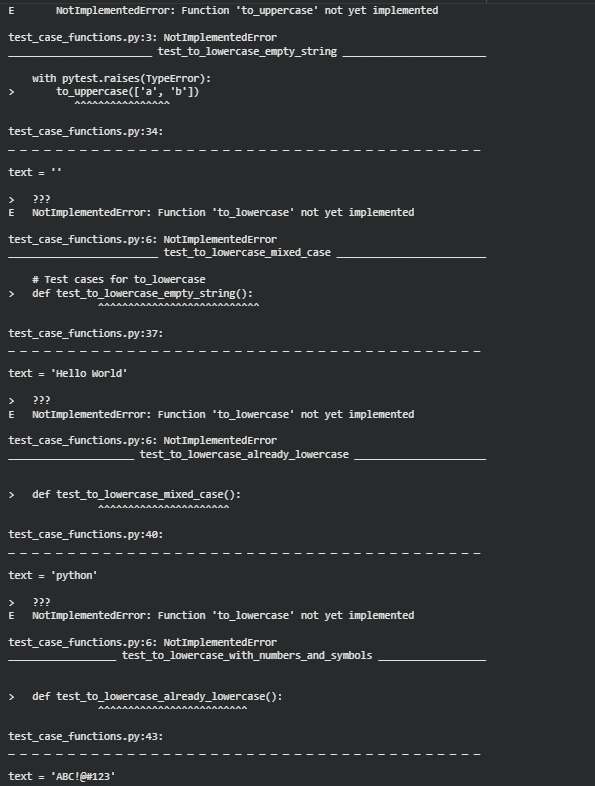 E       NotImplementedError: Function 'to_uppercase' not yet implemented
test_case_functions.py:3: NotImplementedError
________________________ test_to_lowercase_empty_string ________________________
    with pytest.raises(TypeError):
>       to_uppercase(['a', 'b'])
           ^^^^^^^^^^^^^^^^
test_case_functions.py:34:
_ _ _ _ _ _ _ _ _ _ _ _ _ _ _ _ _ _ _ _ _ _ _ _ _ _ _ _ _ _ _ _ _ _ _ _ _ _ _ _
text = ''
>   ???
E   NotImplementedError: Function 'to_lowercase' not yet implemented
test_case_functions.py:6: NotImplementedError
_________________________ test_to_lowercase_mixed_case _________________________
    # Test cases for to_lowercase
>   def test_to_lowercase_empty_string():
               ^^^^^^^^^^^^^^^^^^^^^^^^^^^
test_case_functions.py:37:
_ _ _ _ _ _ _ _ _ _ _ _ _ _ _ _ _ _ _ _ _ _ _ _ _ _ _ _ _ _ _ _ _ _ _ _ _ _ _ _
text = 'Hello World'
>   ???
E   NotImplementedError: Function 'to_lowercase' not yet implemented
test_case_functions.py:6: NotImplementedError
_____________________ test_to_lowercase_already_lowercase ______________________
>   def test_to_lowercase_mixed_case():
               ^^^^^^^^^^^^^^^^^^^^^^
test_case_functions.py:40:
_ _ _ _ _ _ _ _ _ _ _ _ _ _ _ _ _ _ _ _ _ _ _ _ _ _ _ _ _ _ _ _ _ _ _ _ _ _ _ _
text = 'python'
>   ???
E   NotImplementedError: Function 'to_lowercase' not yet implemented
test_case_functions.py:6: NotImplementedError
__________________ test_to_lowercase_with_numbers_and_symbols __________________
>   def test_to_lowercase_already_lowercase():
               ^^^^^^^^^^^^^^^^^^^^^^^^^
test_case_functions.py:43:
_ _ _ _ _ _ _ _ _ _ _ _ _ _ _ _ _ _ _ _ _ _ _ _ _ _ _ _ _ _ _ _ _ _ _ _ _ _ _ _
text = 'ABC!@#123'